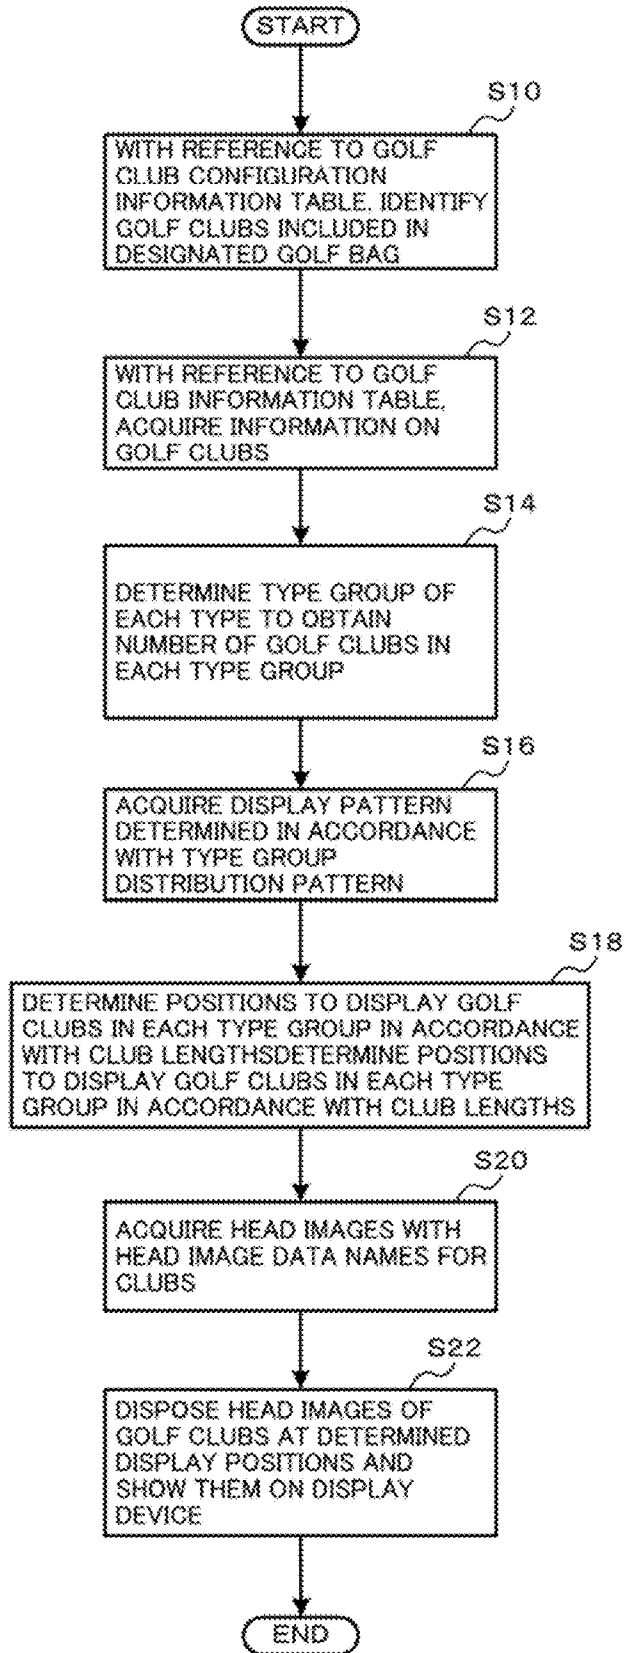 START
S10
WITH REFERENCE TO GOLF
CLUB CONFIGURATION
INFORMATION TABLE, IDENTIFY
GOLF CLUBS INCLUDED IN
DESIGNATED GOLF BAG
S12
WITH REFERENCE TO GOLF
CLUB INFORMATION TABLE,
ACQUIRE INFORMATION ON
GOLF CLUBS
S14
DETERMINE TYPE GROUP OF
EACH TYPE TO OBTAIN
NUMBER OF GOLF CLUBS IN
EACH TYPE GROUP
S16
ACQUIRE DISPLAY PATTERN
DETERMINED IN ACCORDANCE
WITH TYPE GROUP
DISTRIBUTION PATTERN
S18
DETERMINE POSITIONS TO DISPLAY GOLF
CLUBS IN EACH TYPE GROUP IN ACCORDANCE
WITH CLUB LENGTHSDETERMINE POSITIONS
TO DISPLAY GOLF CLUBS IN EACH TYPE
GROUP IN ACCORDANCE WITH CLUB LENGTHS
S20
ACQUIRE HEAD IMAGES WITH
HEAD IMAGE DATA NAMES FOR
CLUBS
S22
DISPOSE HEAD IMAGES OF
GOLF CLUBS AT DETERMINED
DISPLAY POSITIONS AND
SHOW THEM ON DISPLAY
DEVICE
END